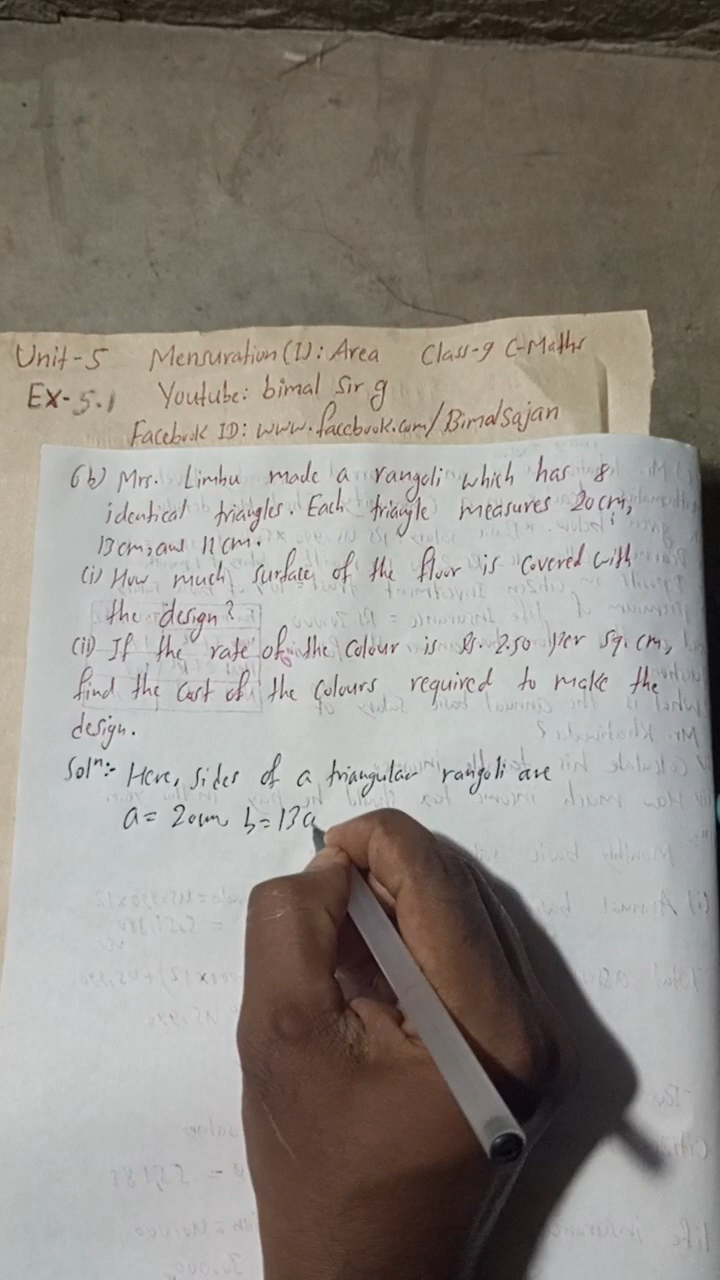 Unit-5 Mensuration (I): Area Class-9 C-Maths
EX-5.1 Youtube: bimal Sir g
Facebook ID: www.facebook.com/BimalSajan
6b) Mrs. Limbu made a rangoli which has 8
identical triangles. Each triangle measures 20cm,
13cm, and 11cm.
(i) How much surface of the floor is covered with
the design?
(ii) If the rate of the colour is Rs. 2.50 per sq. cm,
find the cost of the colours required to make the
design.
Solⁿ:- Here, sides of a triangular rangoli are
a = 20cm b = 13c